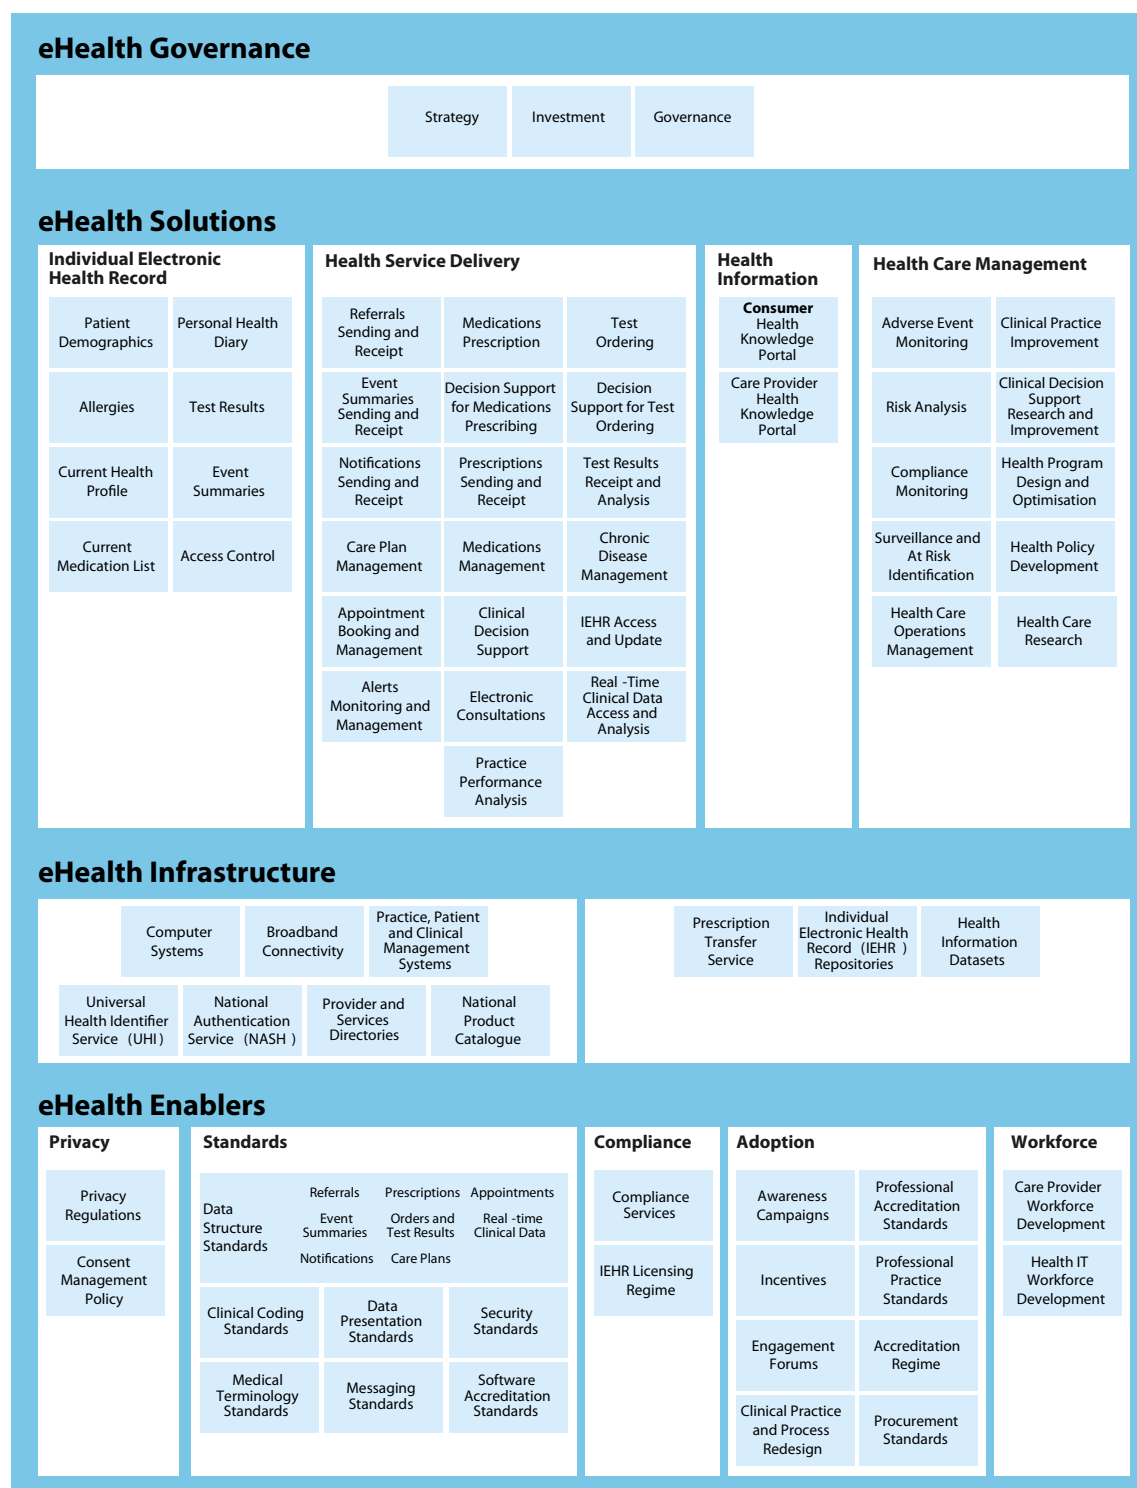 eHealth Governance
Strategy
Investment
Governance
eHealth Solutions
Individual Electronic
Health Record
Patient
Demographics
Personal Health
Diary
Allergies
Test Results
Current Health
Profile
Event
Summaries
Current
Medication List
Access Control
Health Service Delivery
Referrals
Sending and
Receipt
Medications
Prescription
Test
Ordering
Event
Summaries
Sending and
Receipt
Decision Support
for Medications
Prescribing
Decision
Support for Test
Ordering
Notifications
Sending and
Receipt
Prescriptions
Sending and
Receipt
Test Results
Receipt and
Analysis
Care Plan
Management
Medications
Management
Chronic
Disease
Management
Appointment
Booking and
Management
Clinical
Decision
Support
IEHR Access
and Update
Alerts
Monitoring and
Management
Electronic
Consultations
Real -Time
Clinical Data
Access and
Analysis
Practice
Performance
Analysis
Health
Information
Consumer
Health
Knowledge
Portal
Care Provider
Health
Knowledge
Portal
Health Care Management
Adverse Event
Monitoring
Clinical Practice
Improvement
Risk Analysis
Clinical Decision
Support
Research and
Improvement
Compliance
Monitoring
Health Program
Design and
Optimisation
Surveillance and
At Risk
Identification
Health Policy
Development
Health Care
Operations
Management
Health Care
Research
eHealth Infrastructure
Computer
Systems
Broadband
Connectivity
Practice, Patient
and Clinical
Management
Systems
Universal
Health Identifier
Service (UHI)
National
Authentication
Service (NASH )
Provider and
Services
Directories
National
Product
Catalogue
Prescription
Transfer
Service
Individual
Electronic Health
Record (IEHR )
Repositories
Health
Information
Datasets
eHealth Enablers
Privacy
Privacy
Regulations
Consent
Management
Policy
Standards
Data
Structure
Standards
Referrals
Prescriptions
Appointments
Event
Summaries
Orders and
Test Results
Real -time
Clinical Data
Notifications
Care Plans
Clinical Coding
Standards
Data
Presentation
Standards
Security
Standards
Medical
Terminology
Standards
Messaging
Standards
Software
Accreditation
Standards
Compliance
Compliance
Services
IEHR Licensing
Regime
Adoption
Awareness
Campaigns
Professional
Accreditation
Standards
Incentives
Professional
Practice
Standards
Engagement
Forums
Accreditation
Regime
Clinical Practice
and Process
Redesign
Procurement
Standards
Workforce
Care Provider
Workforce
Development
Health IT
Workforce
Development